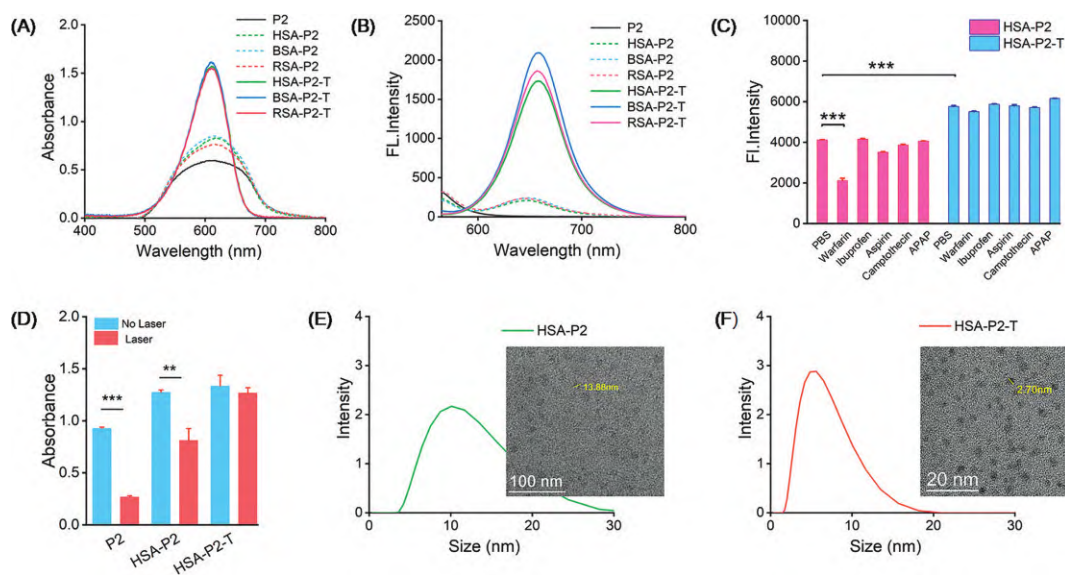 (A)
P2
HSA-P2
BSA-P2
RSA-P2
HSA-P2-T
BSA-P2-T
RSA-P2-T
Absorbance
2.0
1.5
1.0
0.5
0.0
400 500 600 700 800
Wavelength (nm)
(B)
P2
HSA-P2
BSA-P2
RSA-P2
HSA-P2-T
BSA-P2-T
RSA-P2-T
FL.Intensity
2500
2000
1500
1000
500
0
600 700 800
Wavelength (nm)
(C)
HSA-P2
HSA-P2-T
Fl.Intensity
10000
8000
6000
4000
2000
0
***
***
PBS Warfarin Ibuprofen Aspirin Camptothecin APAP PBS Warfarin Ibuprofen Aspirin Camptothecin APAP
(D)
No Laser
Laser
Absorbance
2.0
1.5
1.0
0.5
0.0
***
**
P2 HSA-P2 HSA-P2-T
(E)
HSA-P2
Intensity
4
3
2
1
0
13.88nm
100 nm
0 10 20 30
Size (nm)
(F)
HSA-P2-T
Intensity
4
3
2
1
0
2.70nm
20 nm
0 10 20 30
Size (nm)